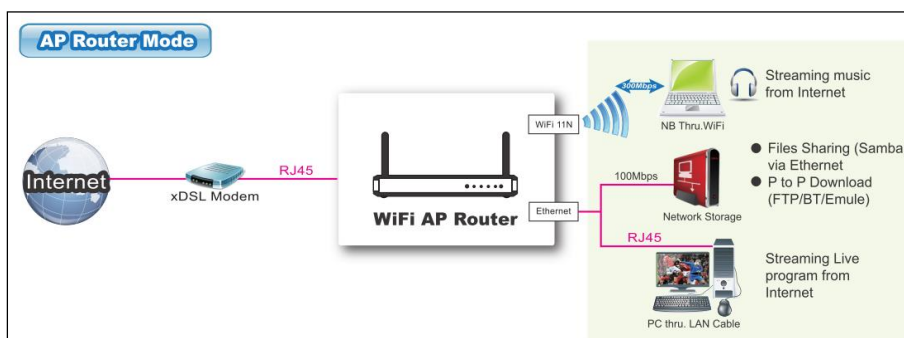 AP Router Mode
Internet
xDSL Modem
RJ45
WiFi AP Router
WiFi 11N
Ethernet
300Mbps
NB Thru.WiFi
Streaming music
from Internet
100Mbps
Network Storage
● Files Sharing (Samba
via Ethernet
● P to P Download
(FTP/BT/Emule)
RJ45
PC thru. LAN Cable
Streaming Live
program from
Internet